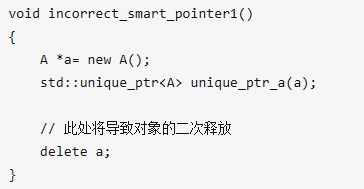 void incorrect_smart_pointer1()
{
    A *a= new A();
    std::unique_ptr<A> unique_ptr_a(a);

    // 此处将导致对象的二次释放
    delete a;
}